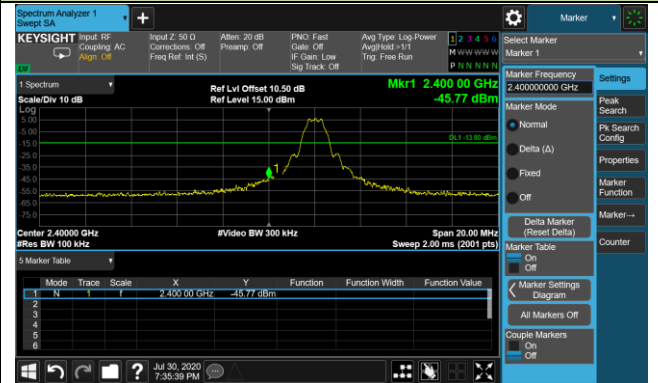 Spectrum Analyzer 1
Swept SA
+
Marker
KEYSIGHT
Input: RF
Coupling: AC
Align: Off
Input Z: 50 Ω
Corrections: Off
Freq Ref: Int (S)
Atten: 20 dB
Preamp: Off
PNO: Fast
Gate: Off
IF Gain: Low
Sig Track: Off
Avg Type: Log-Power
Avg|Hold:>1/1
Trig: Free Run
1 2 3 4 5 6
M W W W W W
P N N N N N
LXI
Select Marker
Marker 1
1 Spectrum
Scale/Div 10 dB
Ref Lvl Offset 10.50 dB
Ref Level 15.00 dBm
Mkr1 2.400 00 GHz
-45.77 dBm
Log
5.00
-5.00
-15.0
-25.0
-35.0
-45.0
-55.0
-65.0
-75.0
DL1 -13.60 dBm
1
Center 2.40000 GHz
#Res BW 100 kHz
#Video BW 300 kHz
Span 20.00 MHz
Sweep 2.00 ms (2001 pts)
5 Marker Table
Mode Trace Scale X Y Function Function Width Function Value
1 N 1 f 2.400 00 GHz -45.77 dBm
2
3
4
5
6
Marker Frequency
2.400000000 GHz
Marker Mode
Normal
Delta (Δ)
Fixed
Off
Delta Marker
(Reset Delta)
Marker Table
On
Off
Marker Settings
Diagram
All Markers Off
Couple Markers
On
Off
Settings
Peak
Search
Pk Search
Config
Properties
Marker
Function
Marker→
Counter
?
Jul 30, 2020
7:35:39 PM